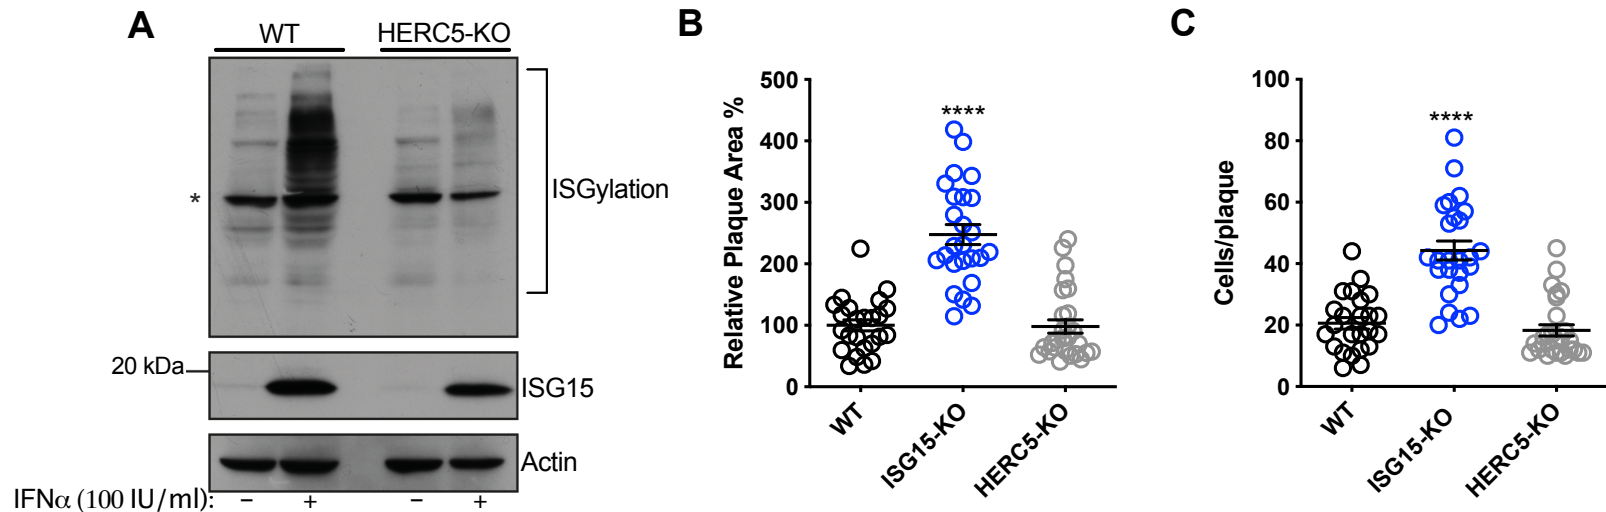 A
WT HERC5-KO
ISGylation
*
20 kDa
ISG15
Actin
IFNα (100 IU/ml): − + − +
B
Relative Plaque Area %
500
400
300
200
100
0
****
WT ISG15-KO HERC5-KO
C
Cells/plaque
100
80
60
40
20
0
****
WT ISG15-KO HERC5-KO